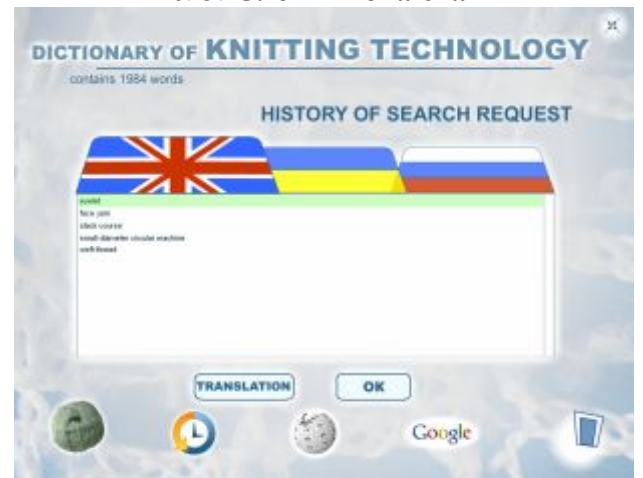 DICTIONARY OF KNITTING TECHNOLOGY
contains 1984 words
HISTORY OF SEARCH REQUEST
eyelet
face yarn
slack course
small diameter circular machine
weft thread
TRANSLATION
OK
Google